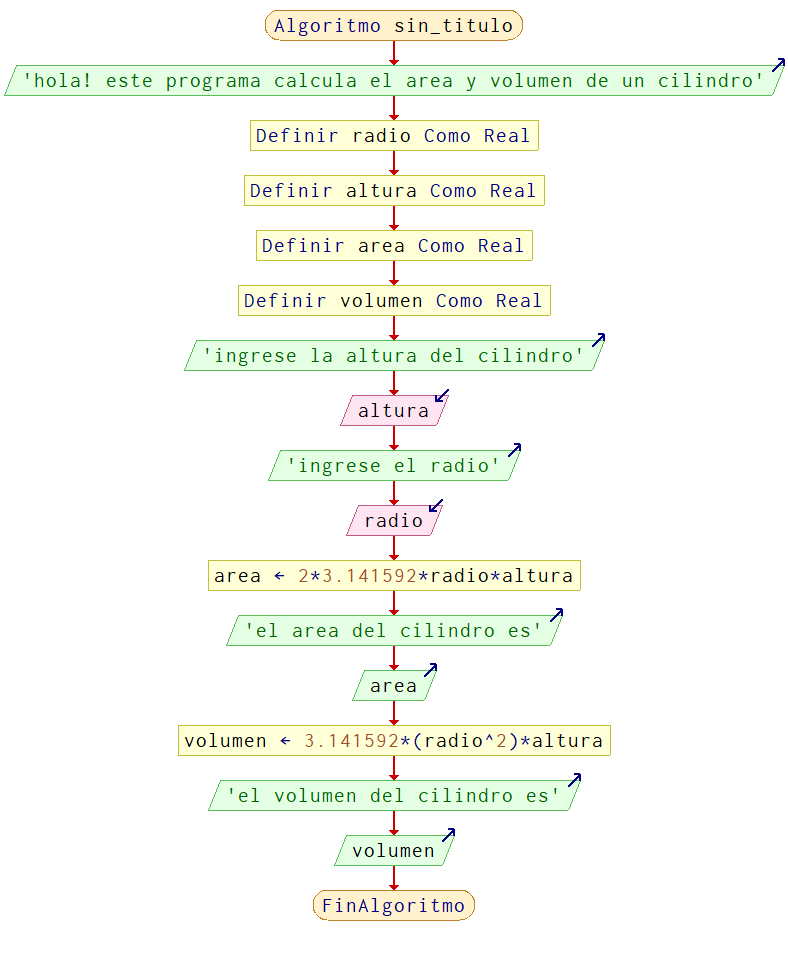 Algoritmo sin_titulo
'hola! este programa calcula el area y volumen de un cilindro'
Definir radio Como Real
Definir altura Como Real
Definir area Como Real
Definir volumen Como Real
'ingrese la altura del cilindro'
altura
'ingrese el radio'
radio
area ← 2*3.141592*radio*altura
'el area del cilindro es'
area
volumen ← 3.141592*(radio^2)*altura
'el volumen del cilindro es'
volumen
FinAlgoritmo